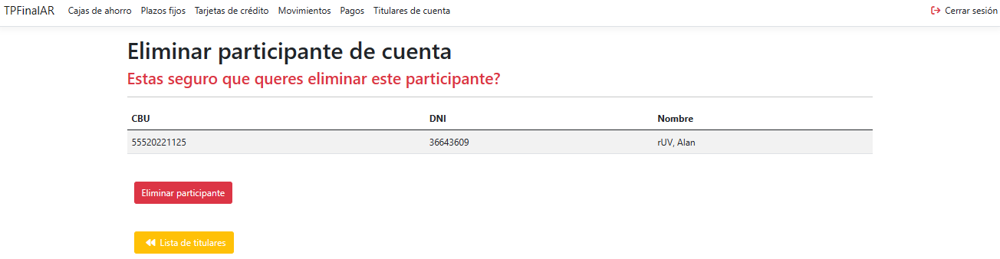 TPFinalAR Cajas de ahorro Plazos fijos Tarjetas de crédito Movimientos Pagos Titulares de cuenta Cerrar sesión
Eliminar participante de cuenta
Estas seguro que queres eliminar este participante?
CBU DNI Nombre
55520221125 36643609 rUV, Alan
Eliminar participante
Lista de titulares